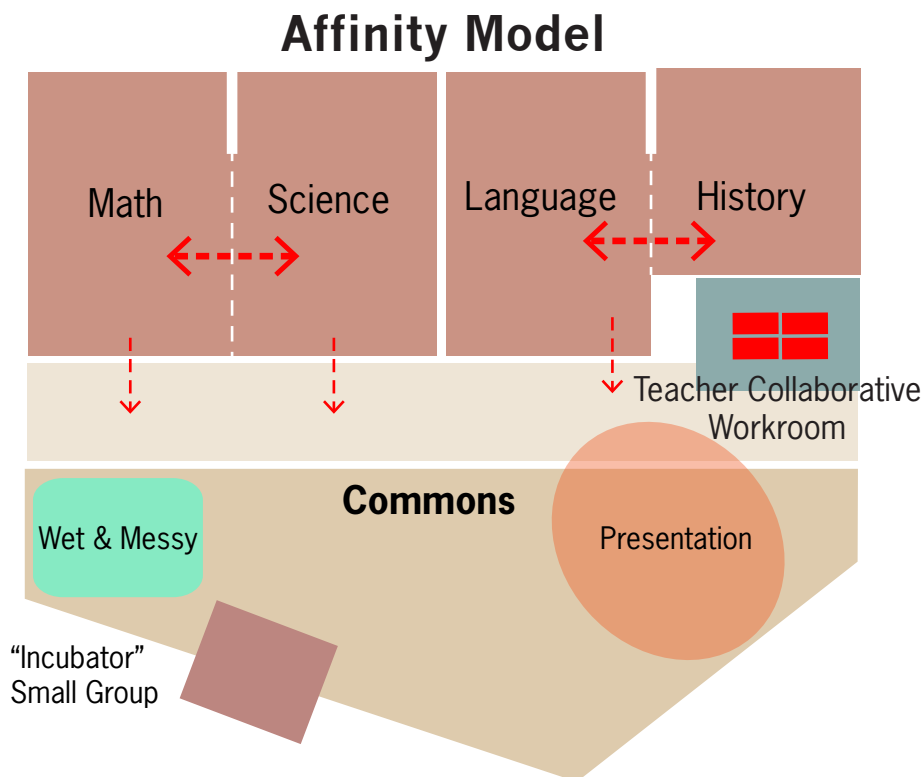 Affinity Model
Math
Science
Language
History
Teacher Collaborative
Workroom
Commons
Wet & Messy
Presentation
“Incubator”
Small Group